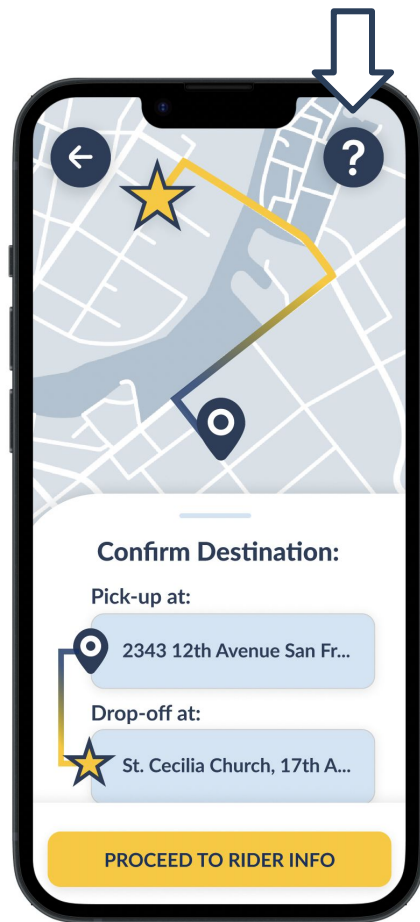 ?
Confirm Destination:
Pick-up at:
2343 12th Avenue San Fr...
Drop-off at:
St. Cecilia Church, 17th A...
PROCEED TO RIDER INFO